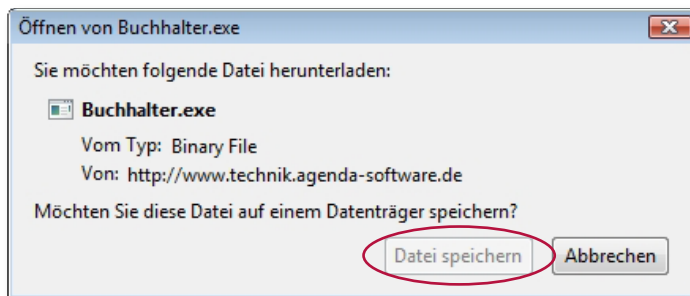 Öffnen von Buchhalter.exe
Sie möchten folgende Datei herunterladen:
Buchhalter.exe
Vom Typ: Binary File
Von: http://www.technik.agenda-software.de
Möchten Sie diese Datei auf einem Datenträger speichern?
Datei speichern Abbrechen